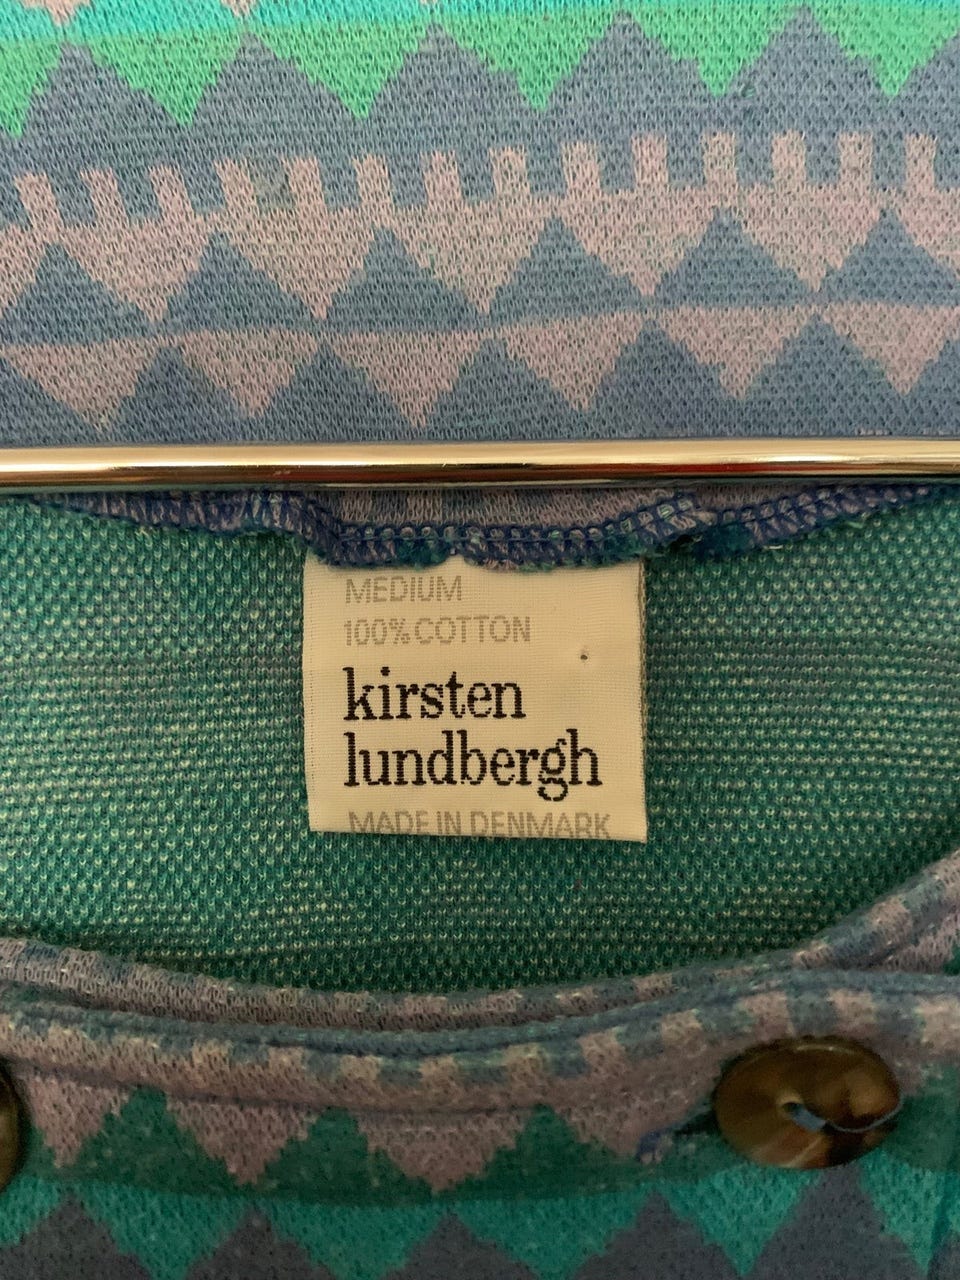 MEDIUM
100% COTTON
kirsten
lundbergh
MADE IN DENMARK